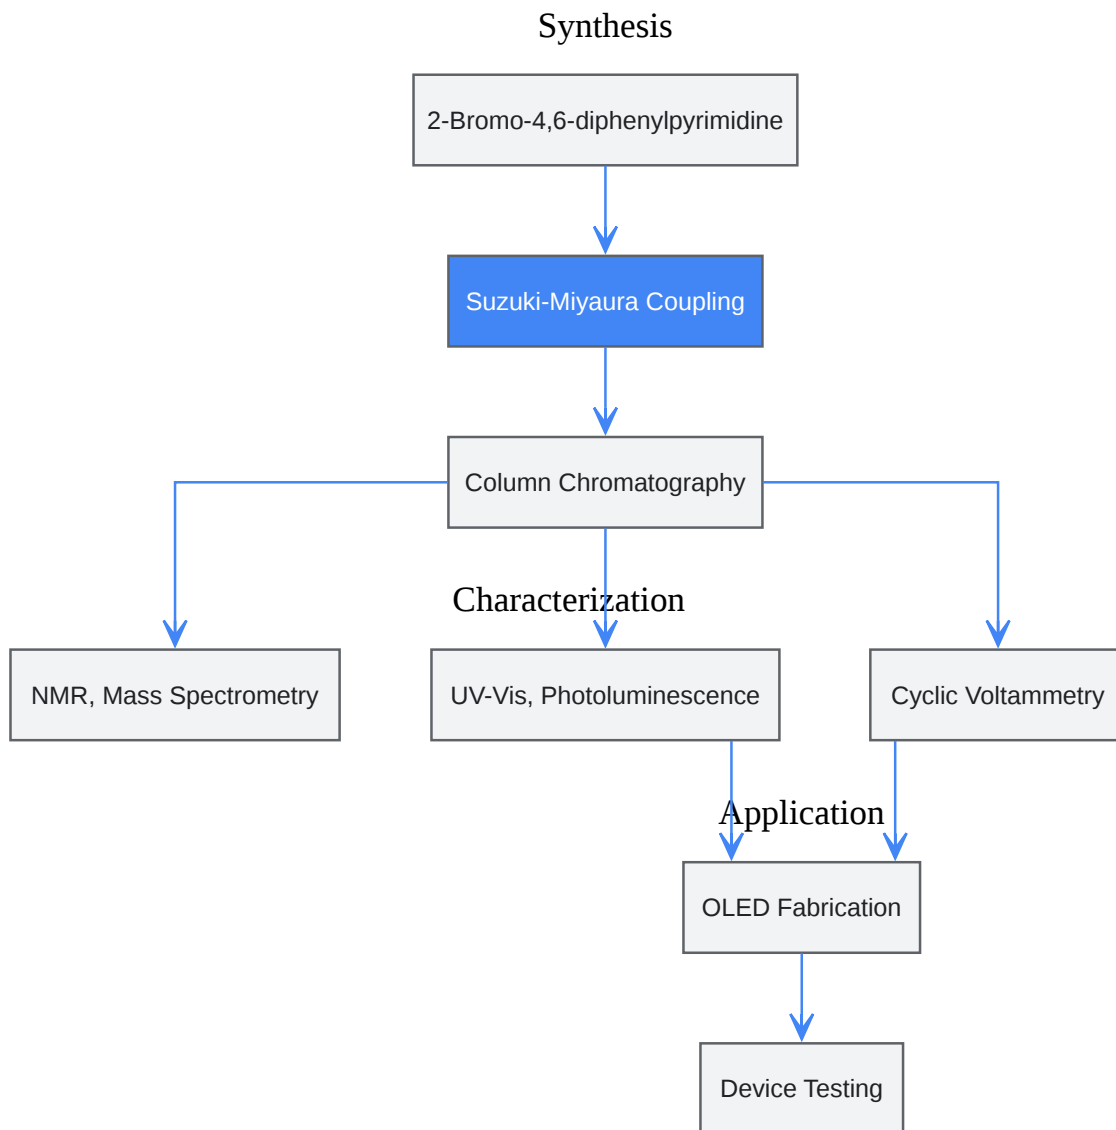 Synthesis
2-Bromo-4,6-diphenylpyrimidine
Suzuki-Miyaura Coupling
Column Chromatography
Characterization
NMR, Mass Spectrometry
UV-Vis, Photoluminescence
Cyclic Voltammetry
Application
OLED Fabrication
Device Testing